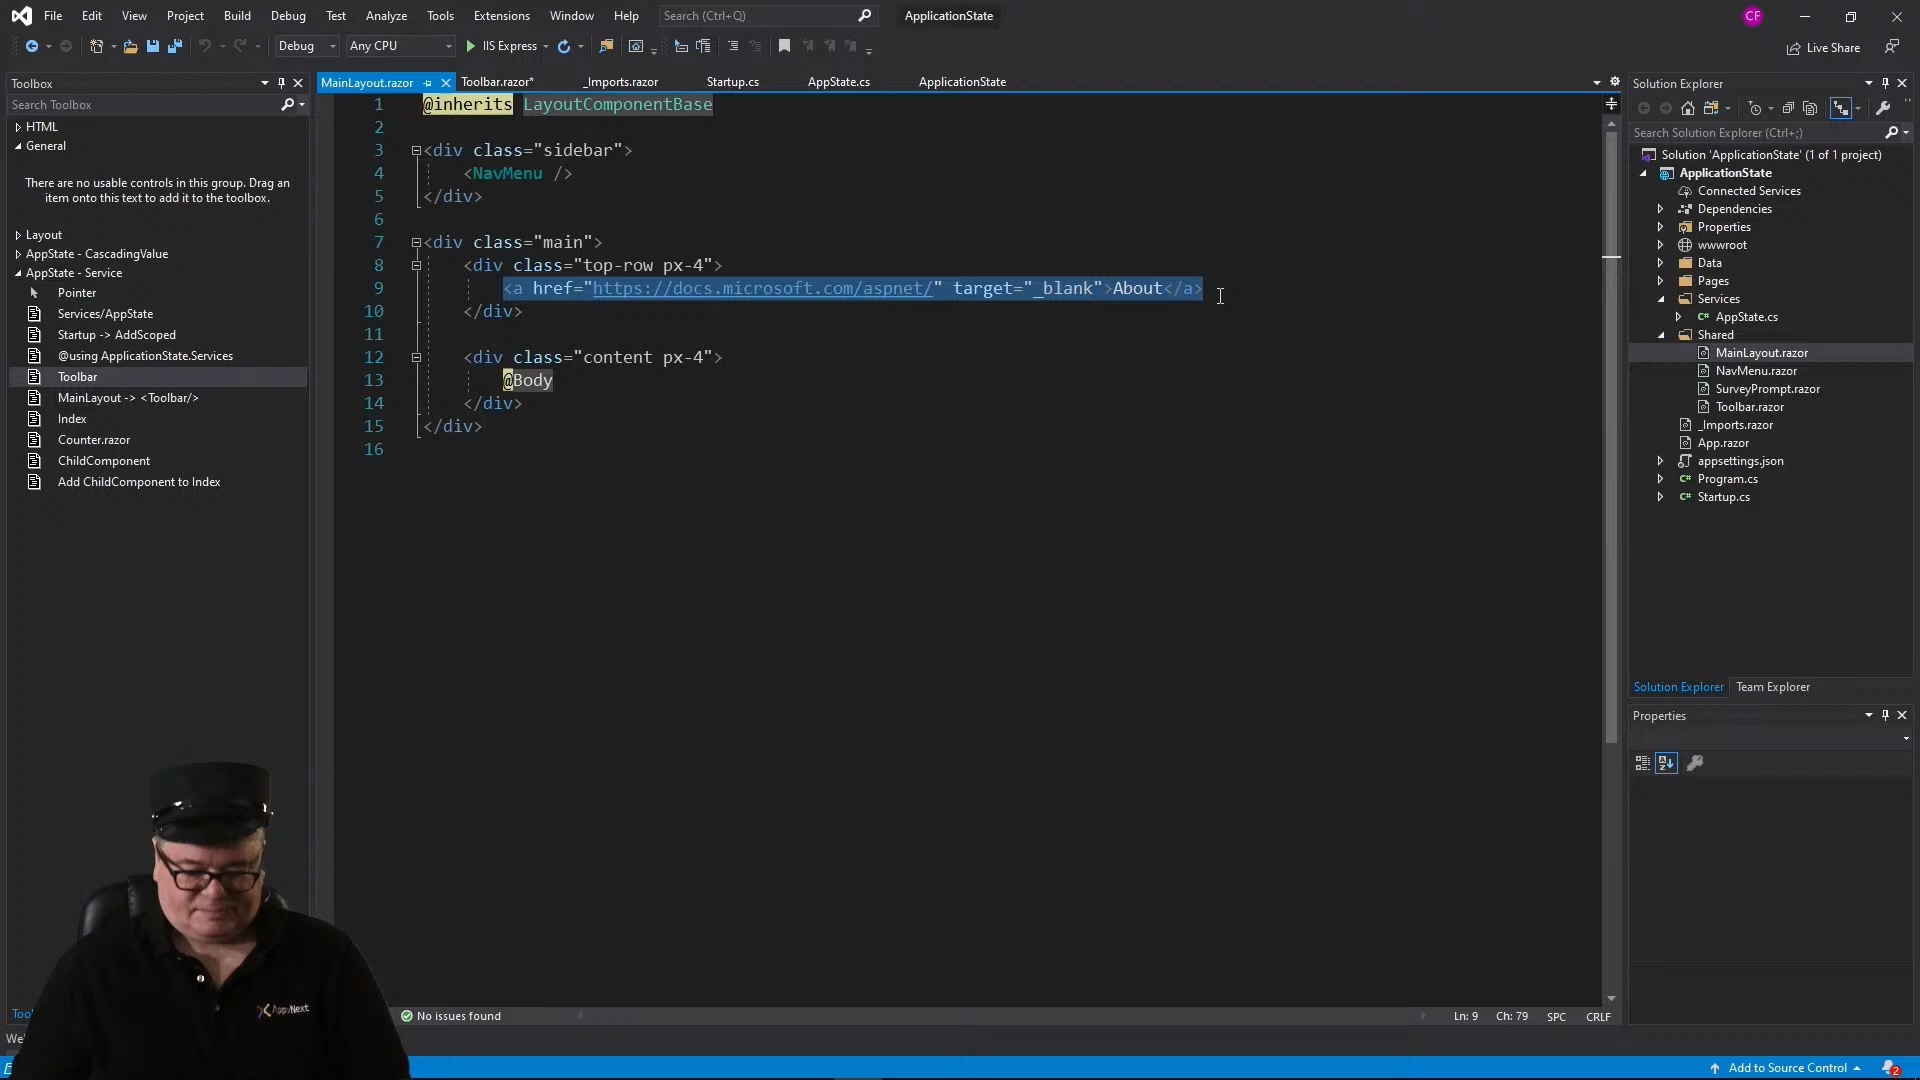 File Edit View Project Build Debug Test Analyze Tools Extensions Window Help Search (Ctrl+Q) ApplicationState CF
Debug Any CPU IIS Express Live Share
Toolbox
Search Toolbox
HTML
General
There are no usable controls in this group. Drag an
item onto this text to add it to the toolbox.
Layout
AppState - CascadingValue
AppState - Service
Pointer
Services/AppState
Startup -> AddScoped
@using ApplicationState.Services
Toolbar
MainLayout -> <Toolbar/>
Index
Counter.razor
ChildComponent
Add ChildComponent to Index
MainLayout.razor Toolbar.razor* _Imports.razor Startup.cs AppState.cs ApplicationState
1 @inherits LayoutComponentBase
2
3 <div class="sidebar">
4 <NavMenu />
5 </div>
6
7 <div class="main">
8 <div class="top-row px-4">
9 <a href="https://docs.microsoft.com/aspnet/" target="_blank">About</a>
10 </div>
11
12 <div class="content px-4">
13 @Body
14 </div>
15 </div>
16
No issues found Ln: 9 Ch: 79 SPC CRLF
Solution Explorer
Search Solution Explorer (Ctrl+;)
Solution 'ApplicationState' (1 of 1 project)
ApplicationState
Connected Services
Dependencies
Properties
wwwroot
Data
Pages
Services
AppState.cs
Shared
MainLayout.razor
NavMenu.razor
SurveyPrompt.razor
Toolbar.razor
_Imports.razor
App.razor
appsettings.json
Program.cs
Startup.cs
Solution Explorer Team Explorer
Properties
AppvNext
Add to Source Control 2